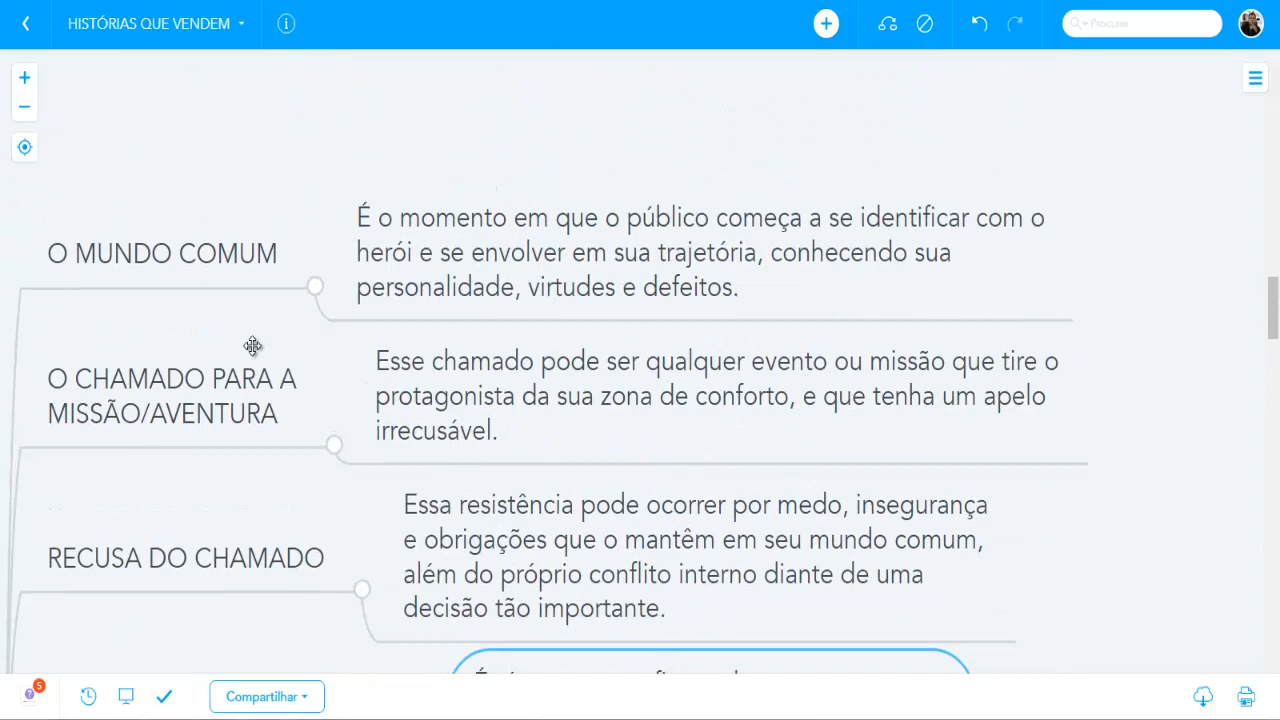 HISTÓRIAS QUE VENDEM
Procurar
O MUNDO COMUM
É o momento em que o público começa a se identificar com o
herói e se envolver em sua trajetória, conhecendo sua
personalidade, virtudes e defeitos.
O CHAMADO PARA A
MISSÃO/AVENTURA
Esse chamado pode ser qualquer evento ou missão que tire o
protagonista da sua zona de conforto, e que tenha um apelo
irrecusável.
RECUSA DO CHAMADO
Essa resistência pode ocorrer por medo, insegurança
e obrigações que o mantêm em seu mundo comum,
além do próprio conflito interno diante de uma
decisão tão importante.
5
Compartilhar